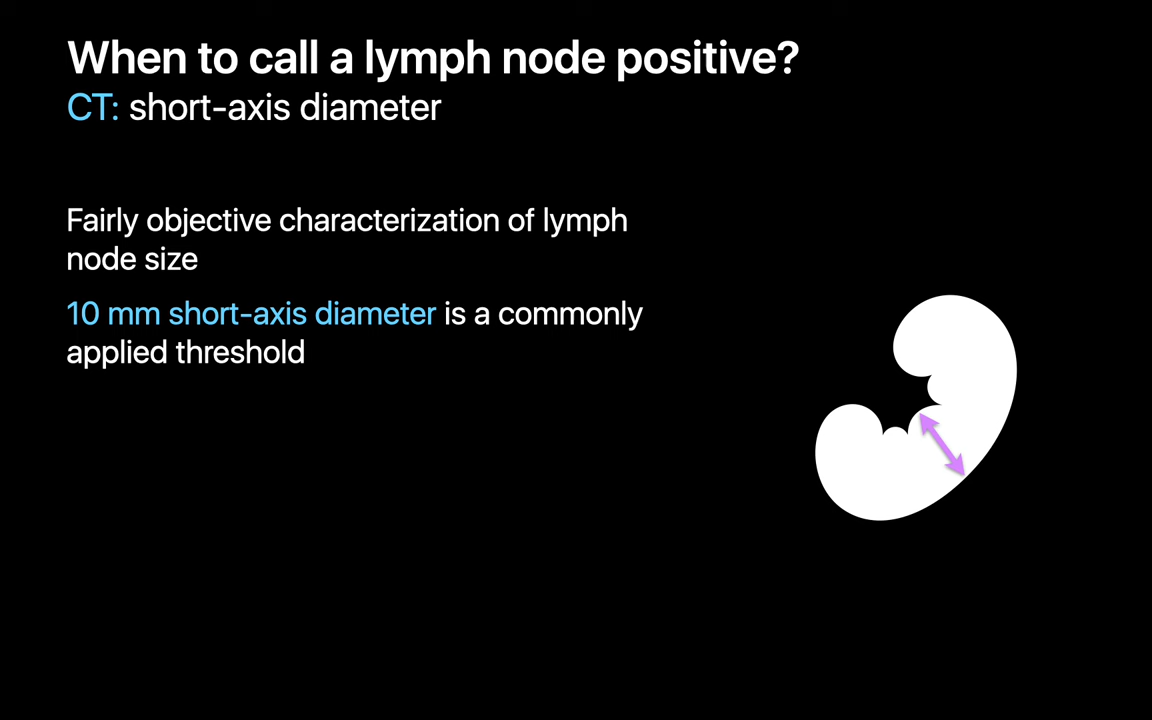 When to call a lymph node positive?
CT: short-axis diameter
Fairly objective characterization of lymph
node size
10 mm short-axis diameter is a commonly
applied threshold